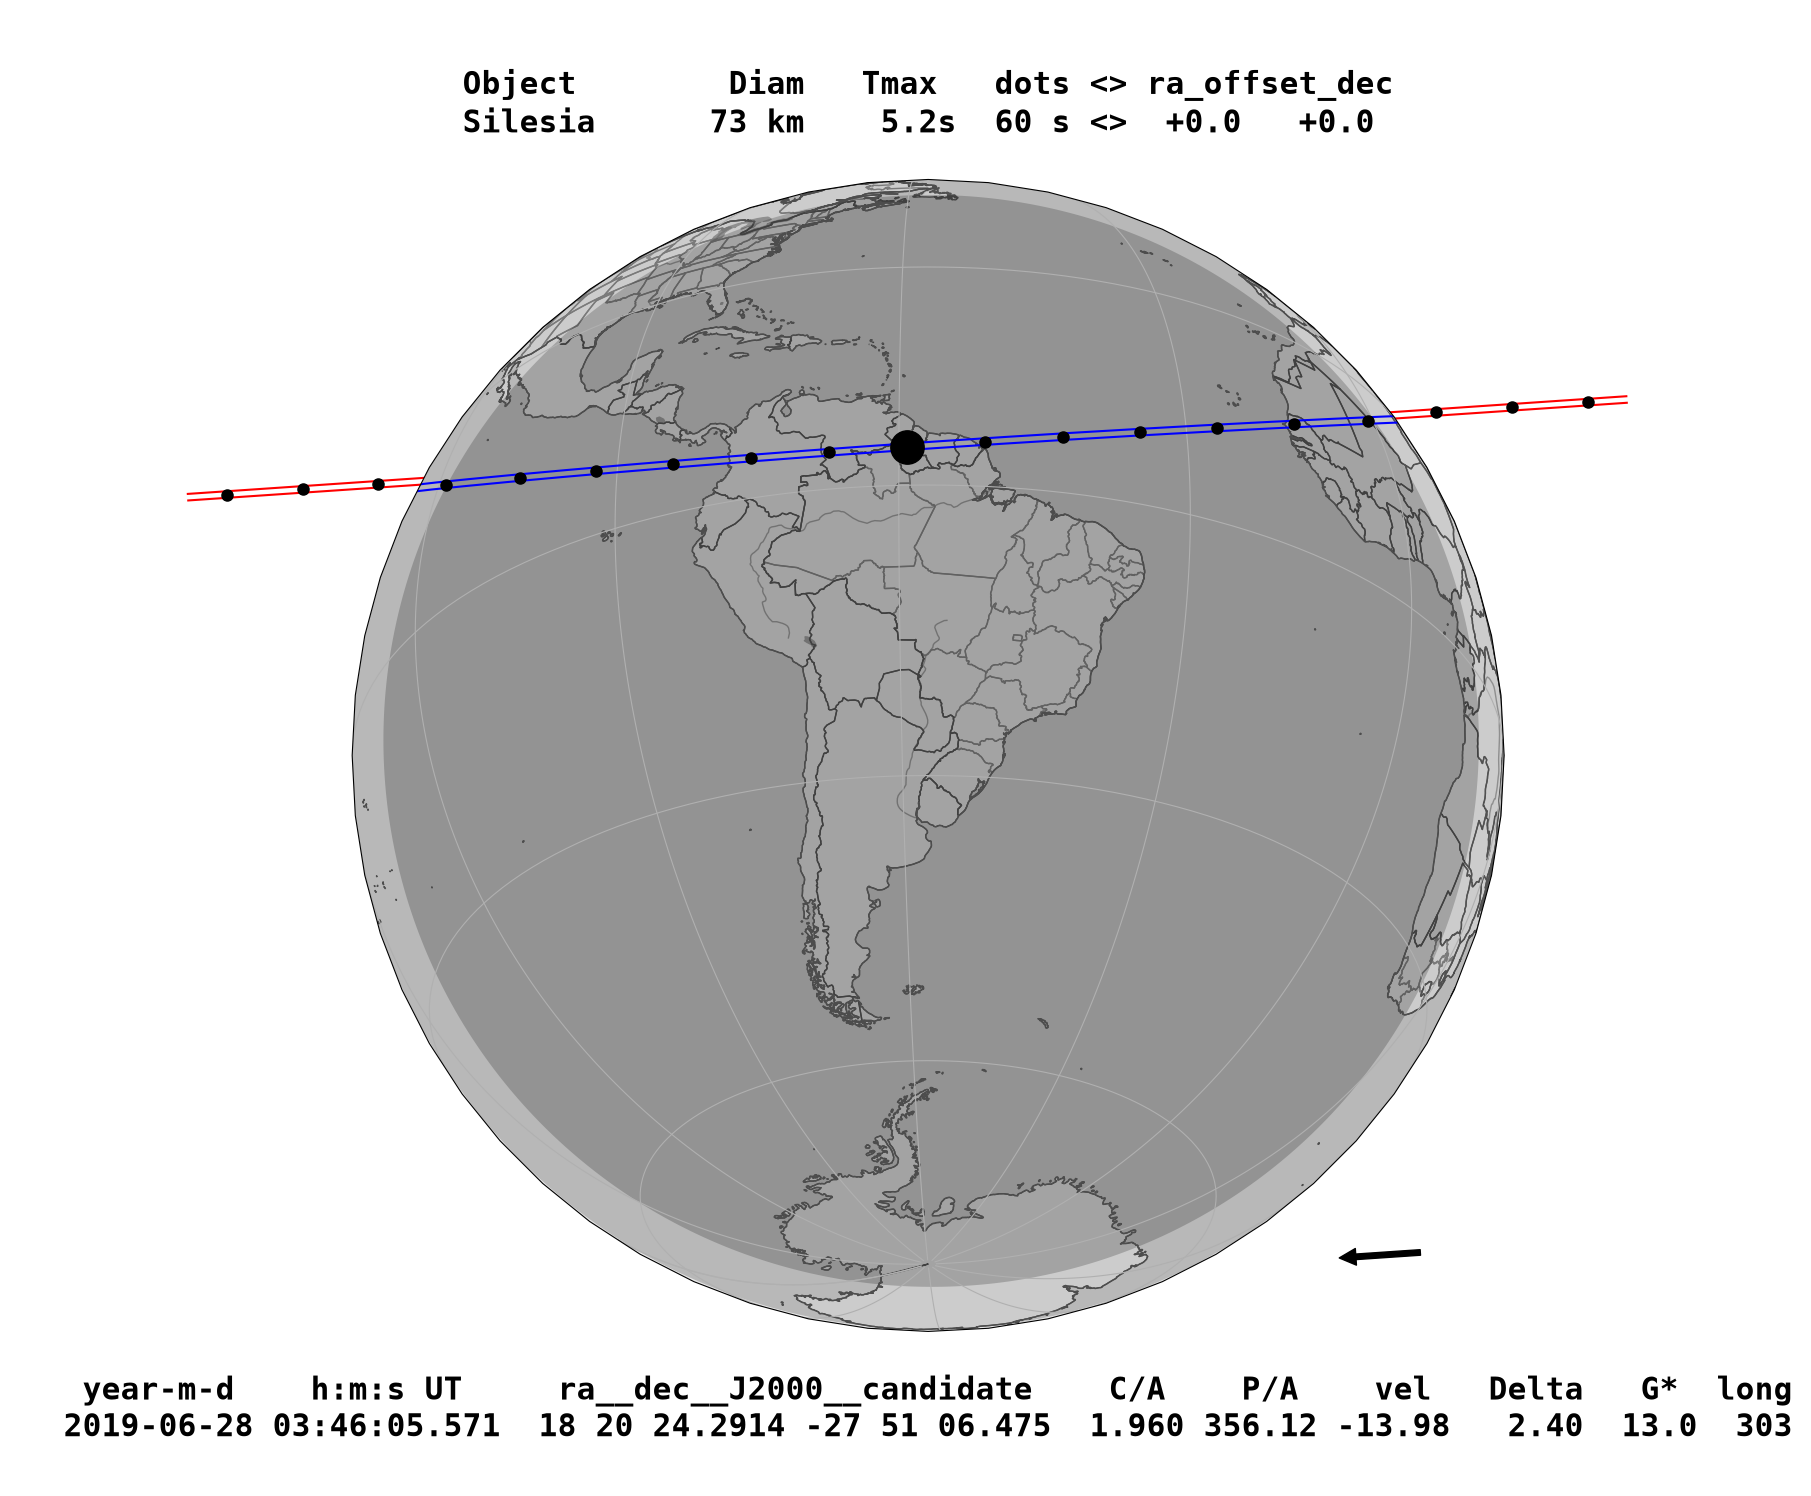 Object Diam Tmax dots <> ra_offset_dec
Silesia 73 km 5.2s 60 s <> +0.0 +0.0
year-m-d h:m:s UT ra__dec__J2000__candidate C/A P/A vel Delta G* long
2019-06-28 03:46:05.571 18 20 24.2914 -27 51 06.475 1.960 356.12 -13.98 2.40 13.0 303